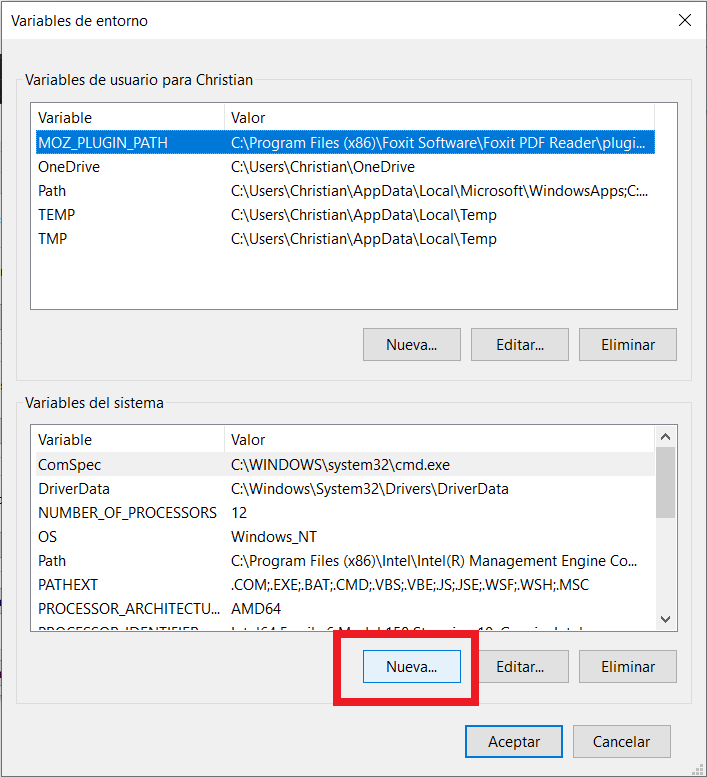 Variables de entorno
Variables de usuario para Christian
Variable Valor
MOZ_PLUGIN_PATH C:\Program Files (x86)\Foxit Software\Foxit PDF Reader\plugi...
OneDrive C:\Users\Christian\OneDrive
Path C:\Users\Christian\AppData\Local\Microsoft\WindowsApps;C:...
TEMP C:\Users\Christian\AppData\Local\Temp
TMP C:\Users\Christian\AppData\Local\Temp
Nueva... Editar... Eliminar
Variables del sistema
Variable Valor
ComSpec C:\WINDOWS\system32\cmd.exe
DriverData C:\Windows\System32\Drivers\DriverData
NUMBER_OF_PROCESSORS 12
OS Windows_NT
Path C:\Program Files (x86)\Intel\Intel(R) Management Engine Co...
PATHEXT .COM;.EXE;.BAT;.CMD;.VBS;.VBE;.JS;.JSE;.WSF;.WSH;.MSC
PROCESSOR_ARCHITECTU... AMD64
Nueva... Editar... Eliminar
Aceptar Cancelar